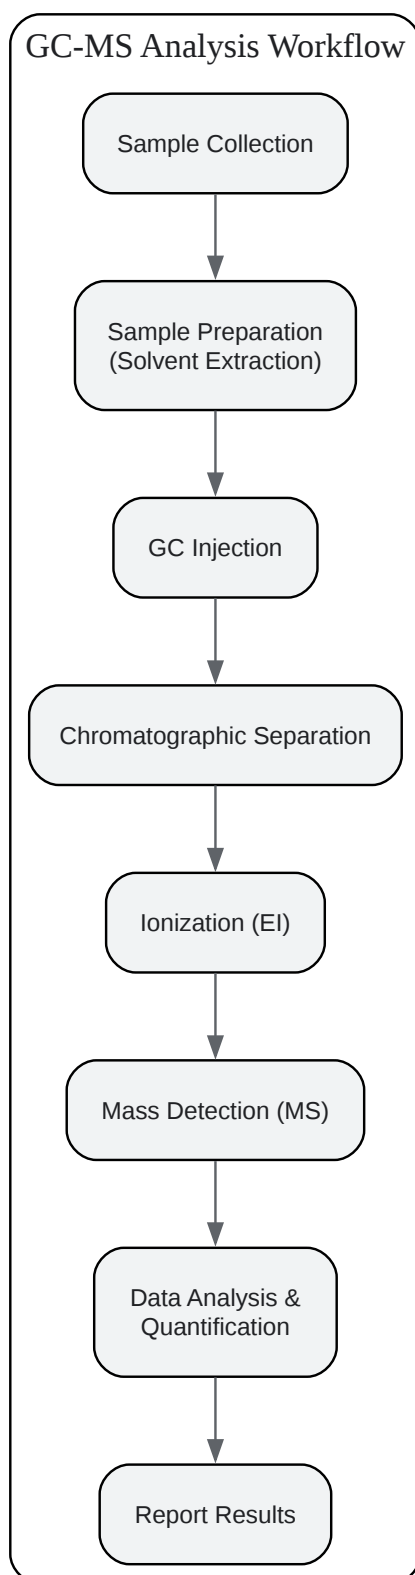 GC-MS Analysis Workflow
Sample Collection
Sample Preparation
(Solvent Extraction)
GC Injection
Chromatographic Separation
Ionization (EI)
Mass Detection (MS)
Data Analysis &
Quantification
Report Results